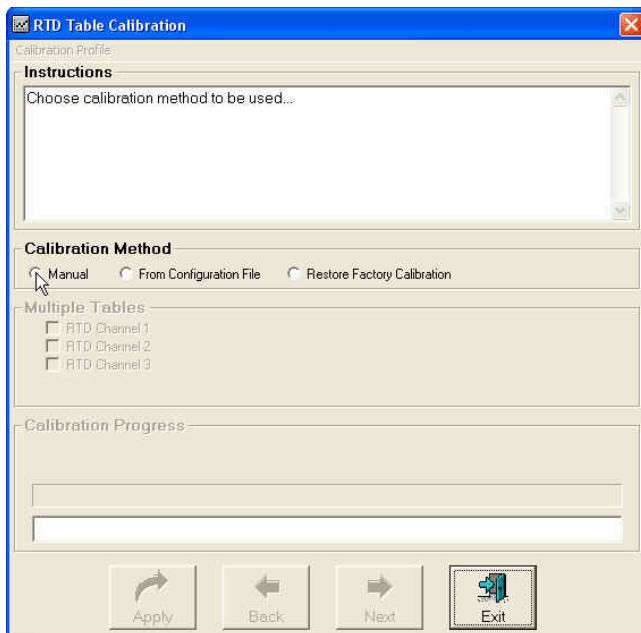 RTD Table Calibration
Calibration Profile
Instructions
Choose calibration method to be used...
Calibration Method
Manual From Configuration File Restore Factory Calibration
Multiple Tables
RTD Channel 1
RTD Channel 2
RTD Channel 3
Calibration Progress
Apply Back Next Exit